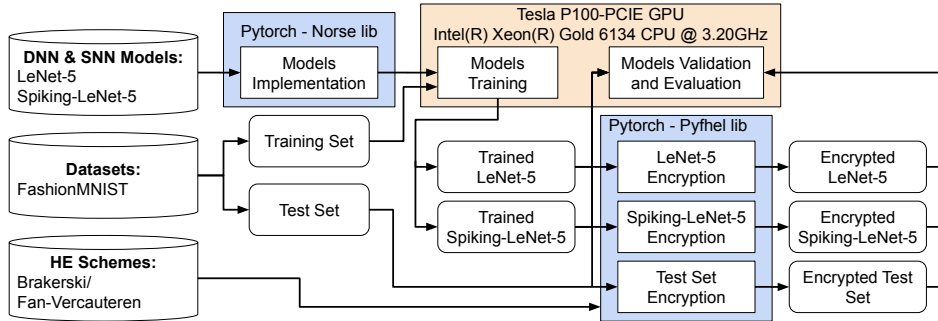 Tesla P100-PCIE GPU
Intel(R) Xeon(R) Gold 6134 CPU @ 3.20GHz
Pytorch - Norse lib
DNN & SNN Models:
LeNet-5
Spiking-LeNet-5
Models
Implementation
Models
Training
Models Validation
and Evaluation
Datasets:
FashionMNIST
Training Set
Test Set
Pytorch - Pyfhel lib
Trained
LeNet-5
LeNet-5
Encryption
Encrypted
LeNet-5
Trained
Spiking-LeNet-5
Spiking-LeNet-5
Encryption
Encrypted
Spiking-LeNet-5
HE Schemes:
Brakerski/
Fan-Vercauteren
Test Set
Encryption
Encrypted Test
Set